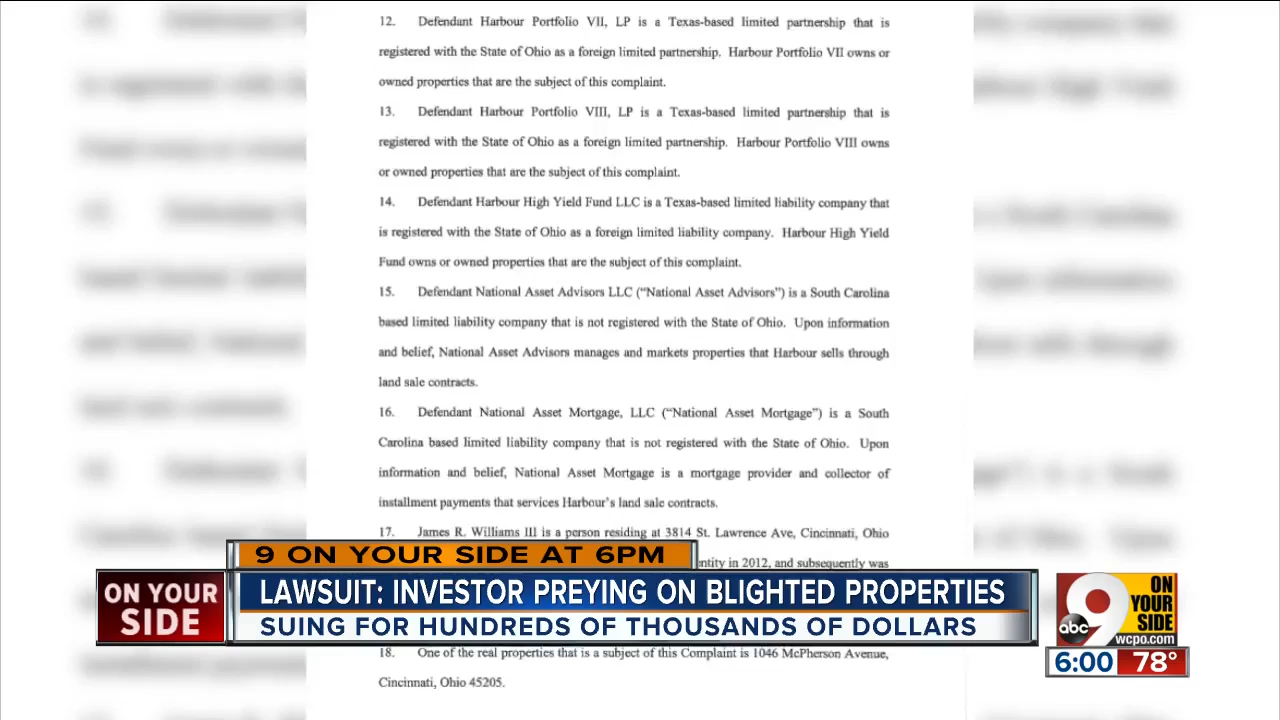 12. Defendant Harbour Portfolio VII, LP is a Texas-based limited partnership that is
registered with the State of Ohio as a foreign limited partnership. Harbour Portfolio VII owns or
owned properties that are the subject of this complaint.
13. Defendant Harbour Portfolio VIII, LP is a Texas-based limited partnership that is
registered with the State of Ohio as a foreign limited partnership. Harbour Portfolio VIII owns
or owned properties that are the subject of this complaint.
14. Defendant Harbour High Yield Fund LLC is a Texas-based limited liability company that
is registered with the State of Ohio as a foreign limited liability company. Harbour High Yield
Fund owns or owned properties that are the subject of this complaint.
15. Defendant National Asset Advisors LLC (“National Asset Advisors”) is a South Carolina
based limited liability company that is not registered with the State of Ohio. Upon information
and belief, National Asset Advisors manages and markets properties that Harbour sells through
land sale contracts.
16. Defendant National Asset Mortgage, LLC (“National Asset Mortgage”) is a South
Carolina based limited liability company that is not registered with the State of Ohio. Upon
information and belief, National Asset Mortgage is a mortgage provider and collector of
installment payments that services Harbour’s land sale contracts.
17. James R. Williams III is a person residing at 3814 St. Lawrence Ave, Cincinnati, Ohio
in 2012, and subsequently was
9 ON YOUR SIDE AT 6PM
ON YOUR
SIDE
LAWSUIT: INVESTOR PREYING ON BLIGHTED PROPERTIES
SUING FOR HUNDREDS OF THOUSANDS OF DOLLARS
abc
9
ON
YOUR
SIDE
wcpo.com
6:00 78°
18. One of the real properties that is a subject of this Complaint is 1046 McPherson Avenue,
Cincinnati, Ohio 45205.